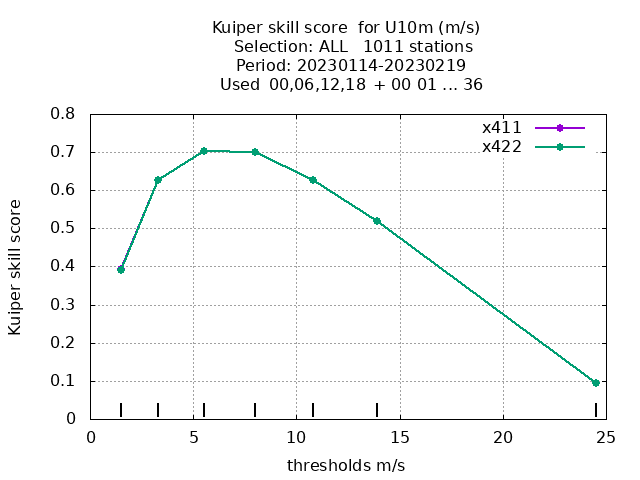 Kuiper skill score  for U10m (m/s)
Selection: ALL   1011 stations
Period: 20230114-20230219
Used  00,06,12,18  + 00 01 ... 36
x411
x422
Kuiper skill score
0.8
0.7
0.6
0.5
0.4
0.3
0.2
0.1
0
0 5 10 15 20 25
thresholds m/s